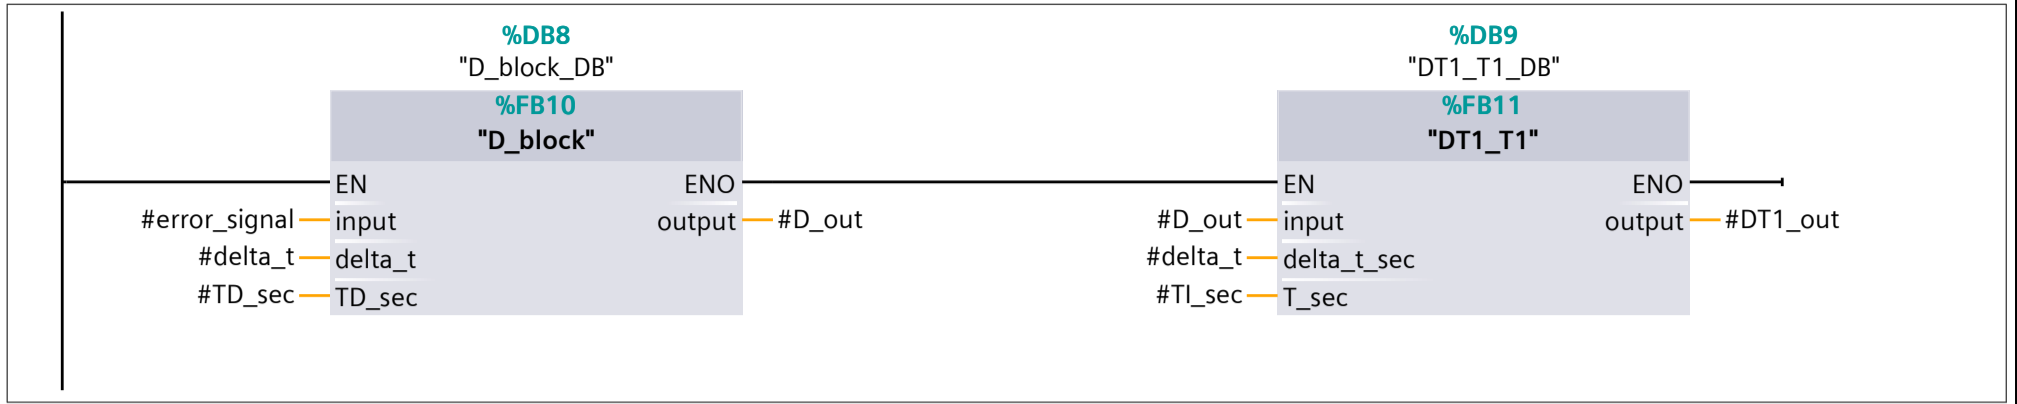 %DB8
"D_block_DB"
%FB10
"D_block"
EN ENO
#error_signal input output #D_out
#delta_t delta_t
#TD_sec TD_sec
%DB9
"DT1_T1_DB"
%FB11
"DT1_T1"
EN ENO
#D_out input output #DT1_out
#delta_t delta_t_sec
#TI_sec T_sec